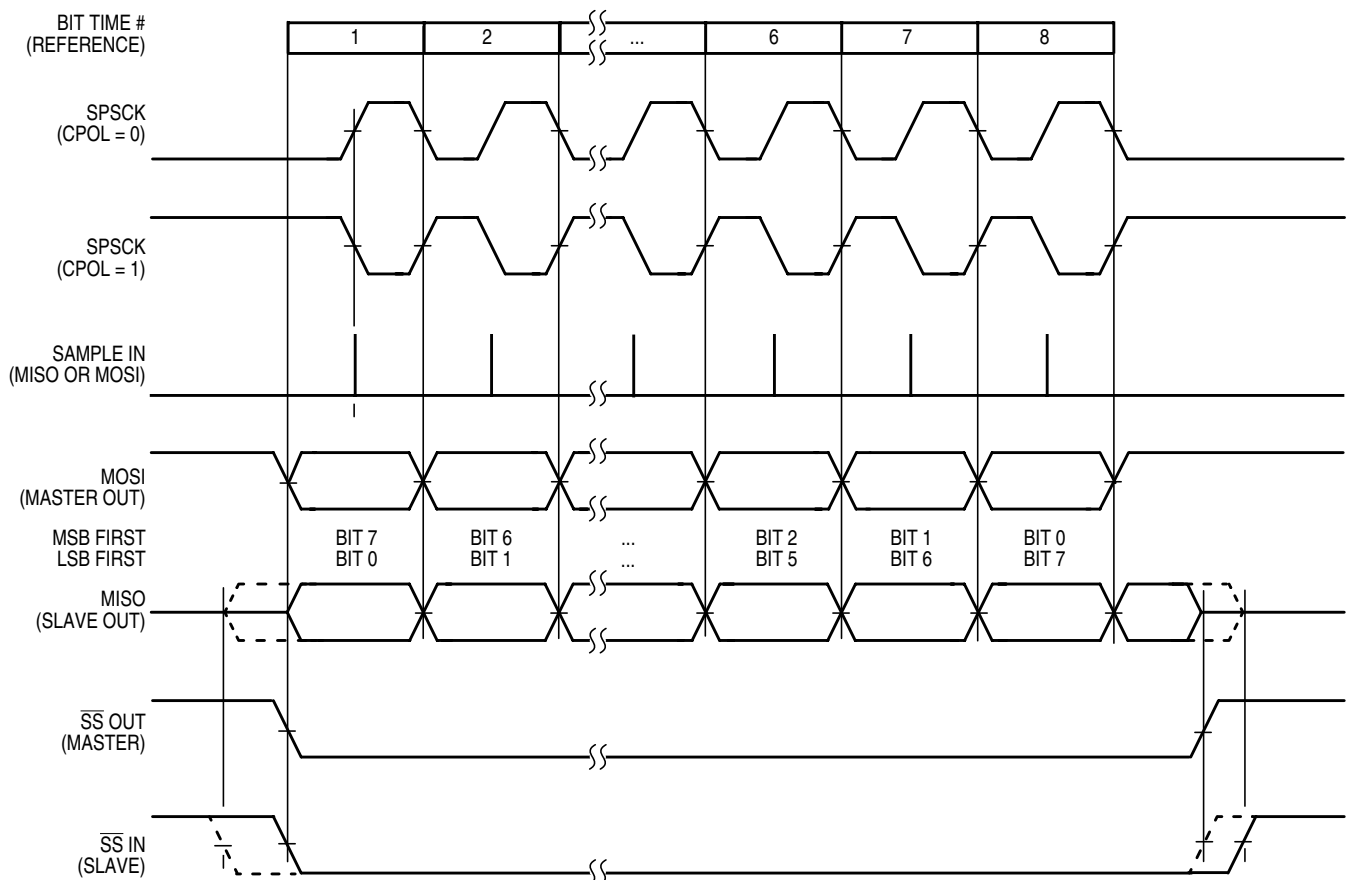 BIT TIME #
(REFERENCE)
1 2 ... 6 7 8
SPSCK
(CPOL = 0)
SPSCK
(CPOL = 1)
SAMPLE IN
(MISO OR MOSI)
MOSI
(MASTER OUT)
MSB FIRST BIT 7 BIT 6 ... BIT 2 BIT 1 BIT 0
LSB FIRST BIT 0 BIT 1 ... BIT 5 BIT 6 BIT 7
MISO
(SLAVE OUT)
S̅S̅ OUT
(MASTER)
S̅S̅ IN
(SLAVE)